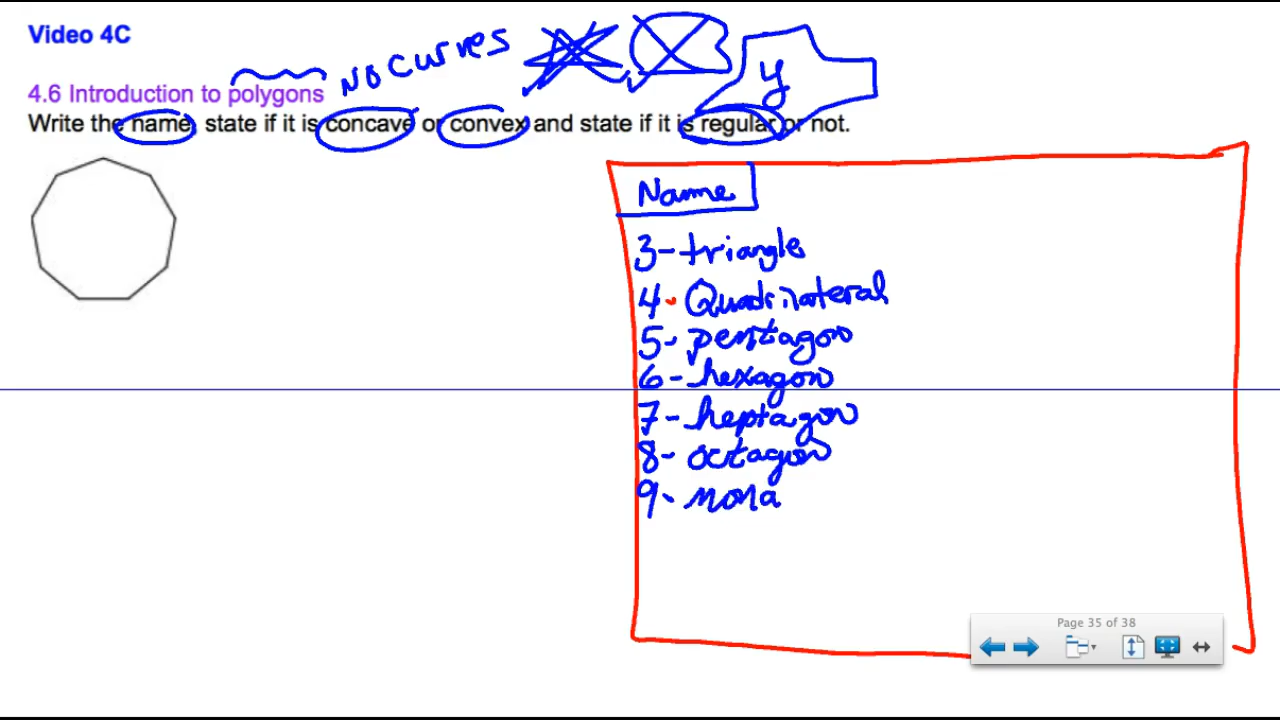 Video 4C
No curves
y
4.6 Introduction to polygons
Write the name, state if it is concave or convex and state if it is regular or not.
Name
3- triangle
4- Quadrilateral
5- pentagon
6- hexagon
7- heptagon
8- octagon
9- nona
Page 35 of 38